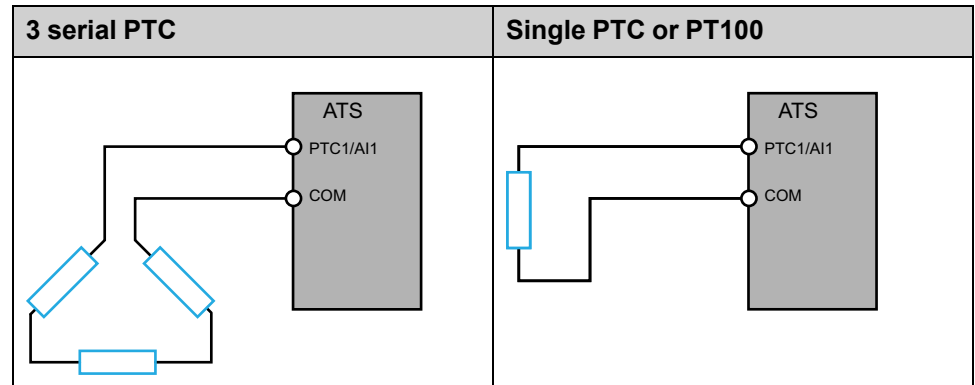 3 serial PTC
Single PTC or PT100
ATS
PTC1/AI1
COM
ATS
PTC1/AI1
COM